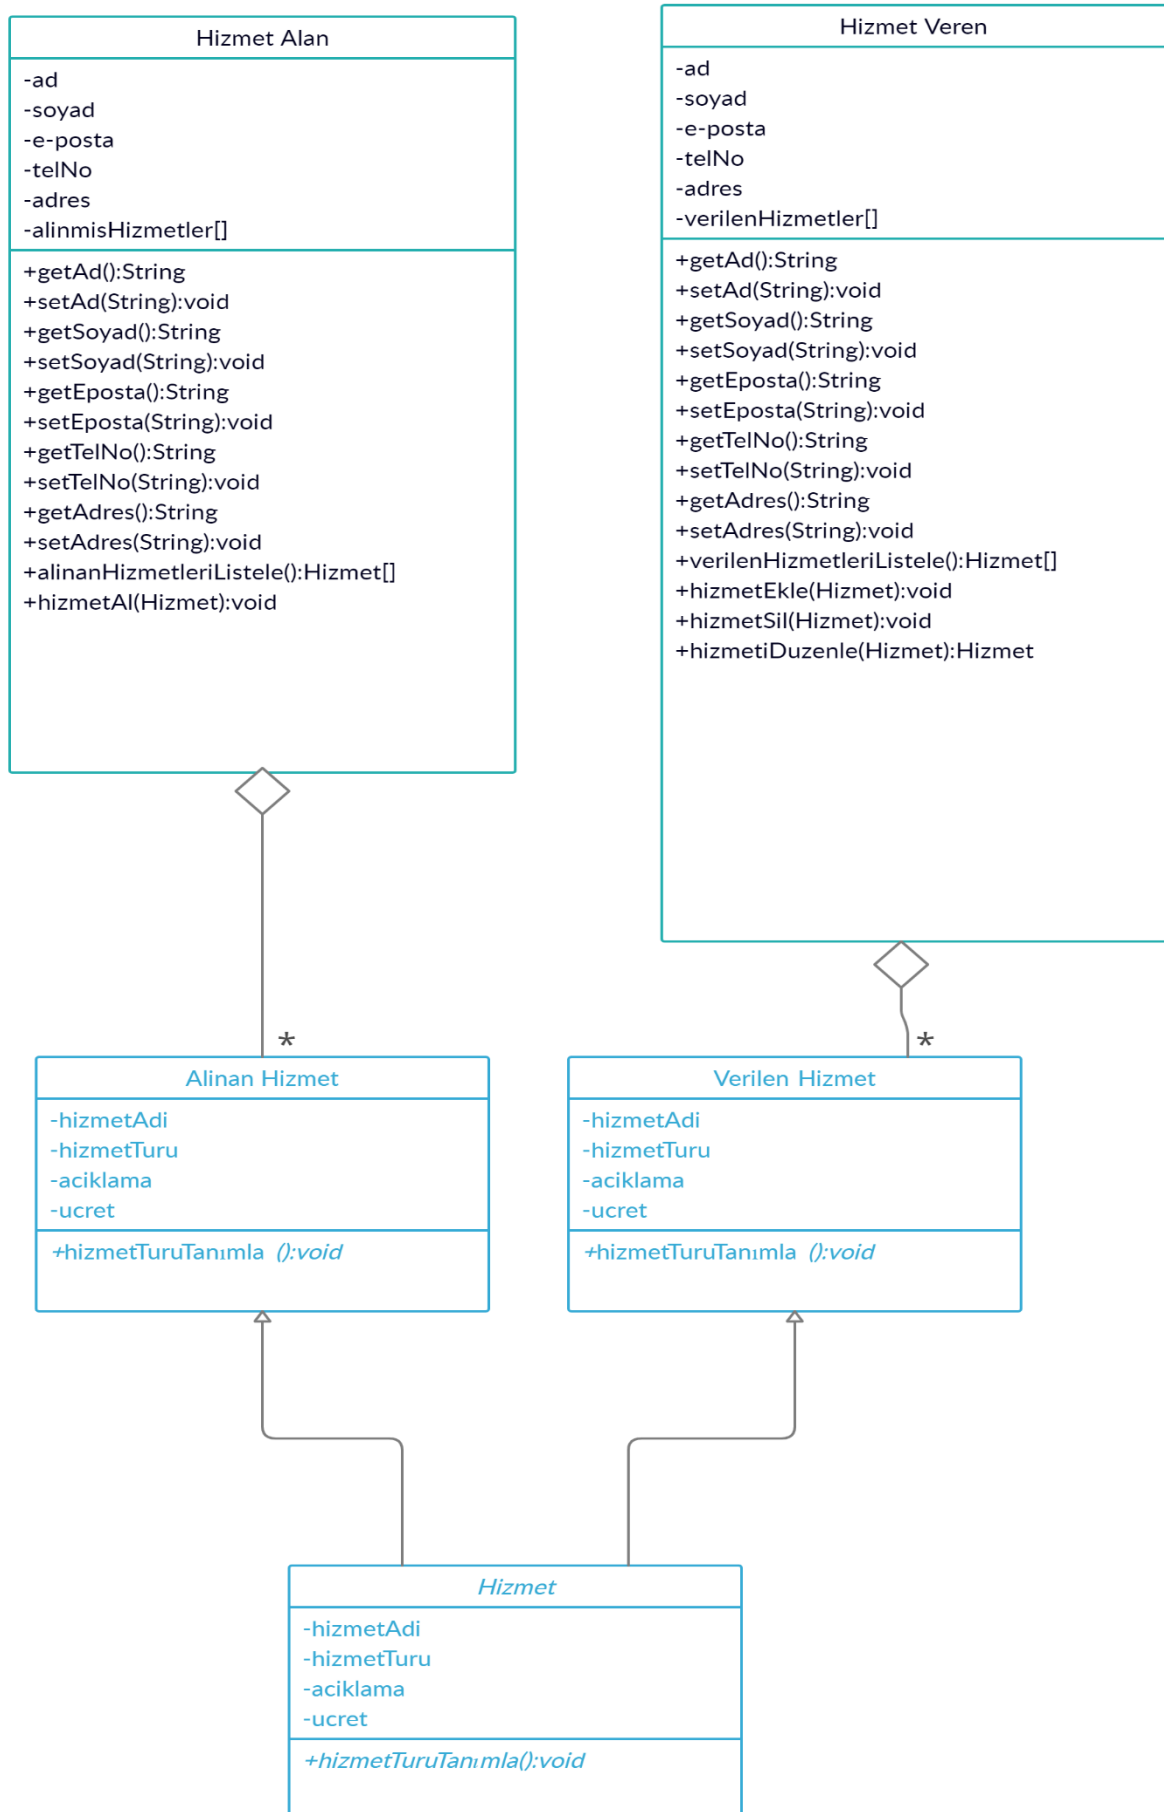 Hizmet Alan
-ad
-soyad
-e-posta
-telNo
-adres
-alinmisHizmetler[]
+getAd():String
+setAd(String):void
+getSoyad():String
+setSoyad(String):void
+getEposta():String
+setEposta(String):void
+getTelNo():String
+setTelNo(String):void
+getAdres():String
+setAdres(String):void
+alinanHizmetleriListele():Hizmet[]
+hizmetAl(Hizmet):void
Hizmet Veren
-ad
-soyad
-e-posta
-telNo
-adres
-verilenHizmetler[]
+getAd():String
+setAd(String):void
+getSoyad():String
+setSoyad(String):void
+getEposta():String
+setEposta(String):void
+getTelNo():String
+setTelNo(String):void
+getAdres():String
+setAdres(String):void
+verilenHizmetleriListele():Hizmet[]
+hizmetEkle(Hizmet):void
+hizmetSil(Hizmet):void
+hizmetiDuzenle(Hizmet):Hizmet
*
*
Alinan Hizmet
-hizmetAdi
-hizmetTuru
-aciklama
-ucret
+hizmetTuruTanımla ():void
Verilen Hizmet
-hizmetAdi
-hizmetTuru
-aciklama
-ucret
+hizmetTuruTanımla ():void
Hizmet
-hizmetAdi
-hizmetTuru
-aciklama
-ucret
+hizmetTuruTanımla():void